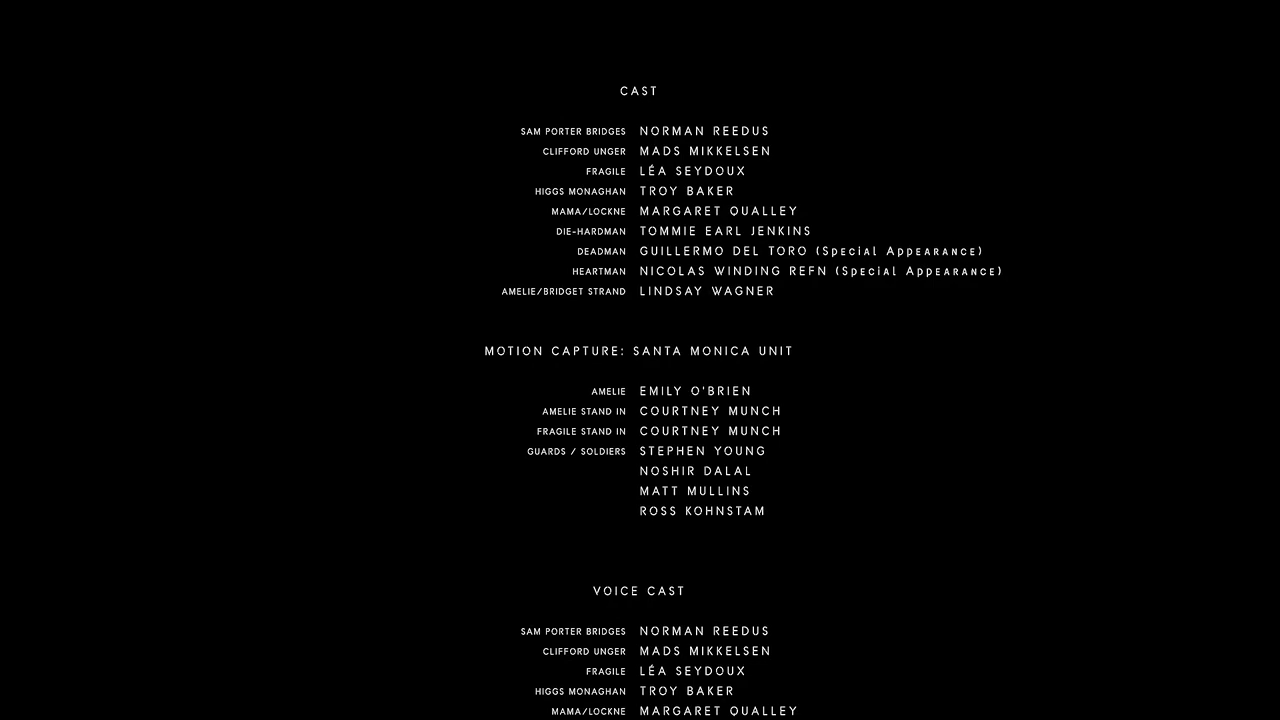 CAST
SAM PORTER BRIDGES NORMAN REEDUS
CLIFFORD UNGER MADS MIKKELSEN
FRAGILE LÉA SEYDOUX
HIGGS MONAGHAN TROY BAKER
MAMA/LOCKNE MARGARET QUALLEY
DIE-HARDMAN TOMMIE EARL JENKINS
DEADMAN GUILLERMO DEL TORO (Special Appearance)
HEARTMAN NICOLAS WINDING REFN (Special Appearance)
AMELIE/BRIDGET STRAND LINDSAY WAGNER
MOTION CAPTURE: SANTA MONICA UNIT
AMELIE EMILY O'BRIEN
AMELIE STAND IN COURTNEY MUNCH
FRAGILE STAND IN COURTNEY MUNCH
GUARDS / SOLDIERS STEPHEN YOUNG
NOSHIR DALAL
MATT MULLINS
ROSS KOHNSTAM
VOICE CAST
SAM PORTER BRIDGES NORMAN REEDUS
CLIFFORD UNGER MADS MIKKELSEN
FRAGILE LÉA SEYDOUX
HIGGS MONAGHAN TROY BAKER
MAMA/LOCKNE MARGARET QUALLEY